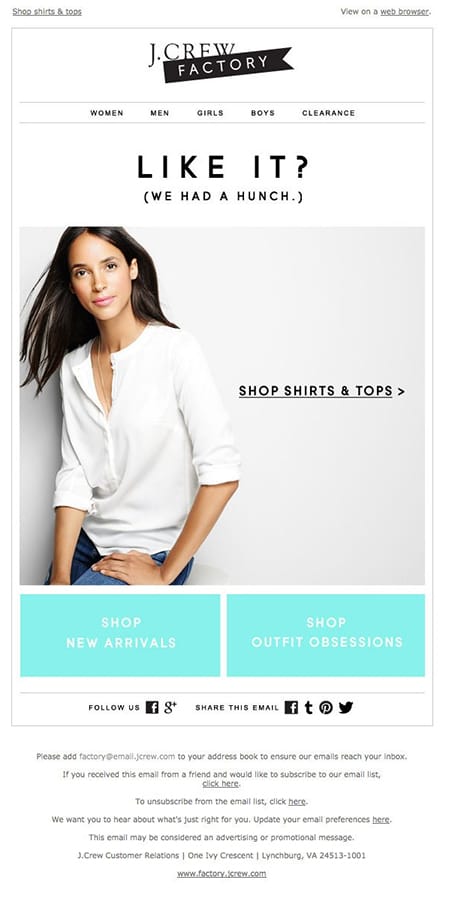 Shop shirts & tops
View on a web browser.
J.CREW
FACTORY
WOMEN MEN GIRLS BOYS CLEARANCE
LIKE IT?
(WE HAD A HUNCH.)
SHOP SHIRTS & TOPS >
SHOP
NEW ARRIVALS
SHOP
OUTFIT OBSESSIONS
FOLLOW US f g+ SHARE THIS EMAIL f t
Please add factory@email.jcrew.com to your address book to ensure our emails reach your inbox.
If you received this email from a friend and would like to subscribe to our email list,
click here.
To unsubscribe from the email list, click here.
We want you to hear about what's just right for you. Update your email preferences here.
This email may be considered an advertising or promotional message.
J.Crew Customer Relations | One Ivy Crescent | Lynchburg, VA 24513-1001
www.factory.jcrew.com